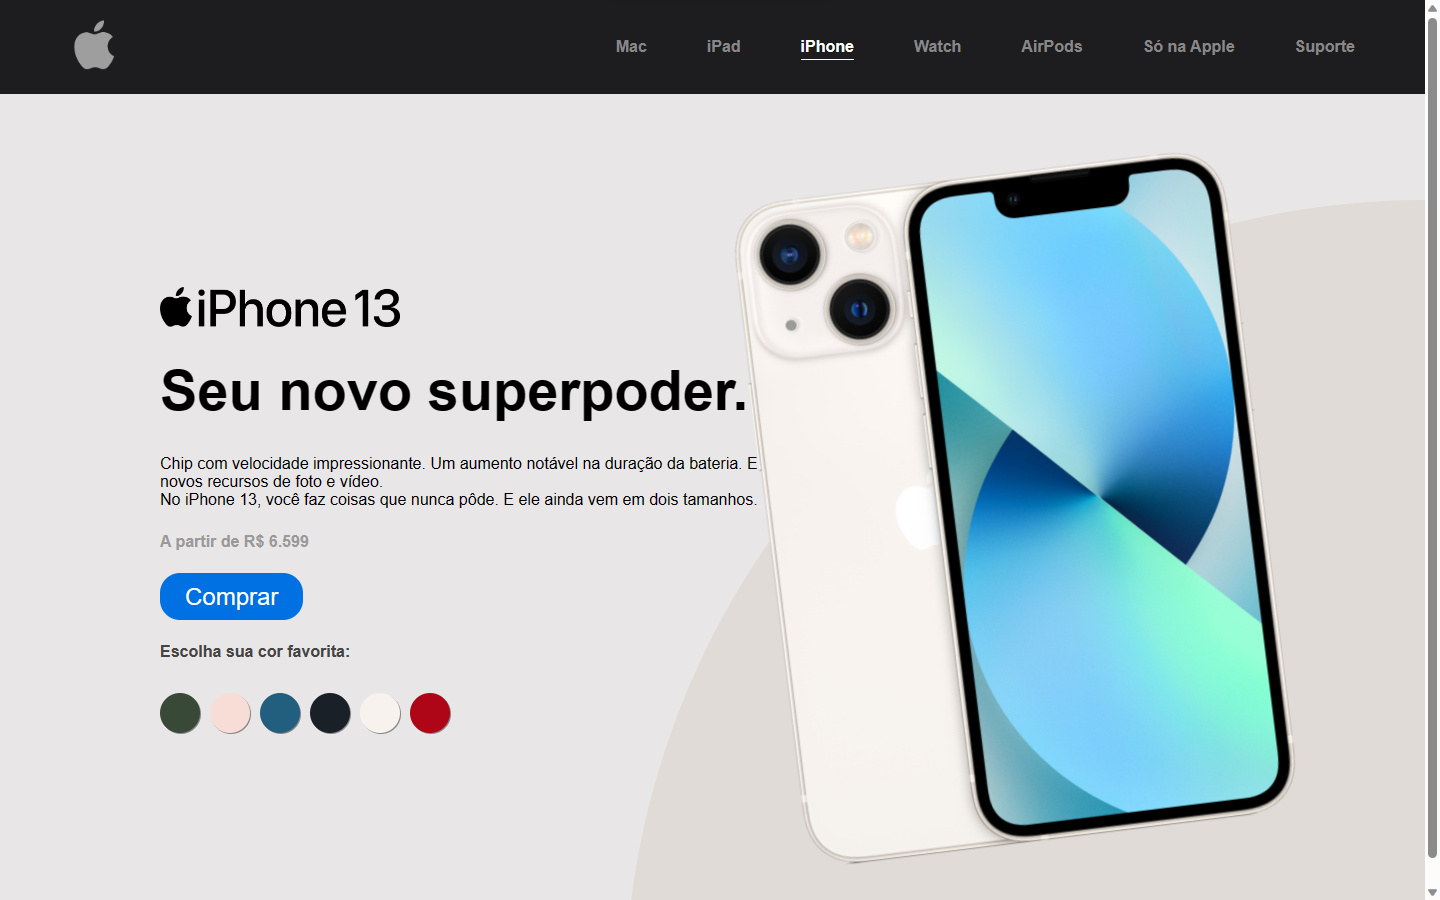 Mac iPad iPhone Watch AirPods Só na Apple Suporte
iPhone 13
Seu novo superpoder.
Chip com velocidade impressionante. Um aumento notável na duração da bateria. E
novos recursos de foto e vídeo.
No iPhone 13, você faz coisas que nunca pôde. E ele ainda vem em dois tamanhos.
A partir de R$ 6.599
Comprar
Escolha sua cor favorita: